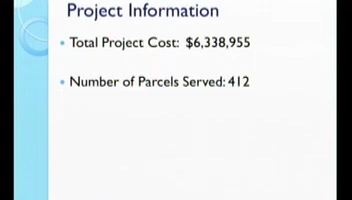 Project Information
Total Project Cost: $6,338,955
Number of Parcels Served: 412